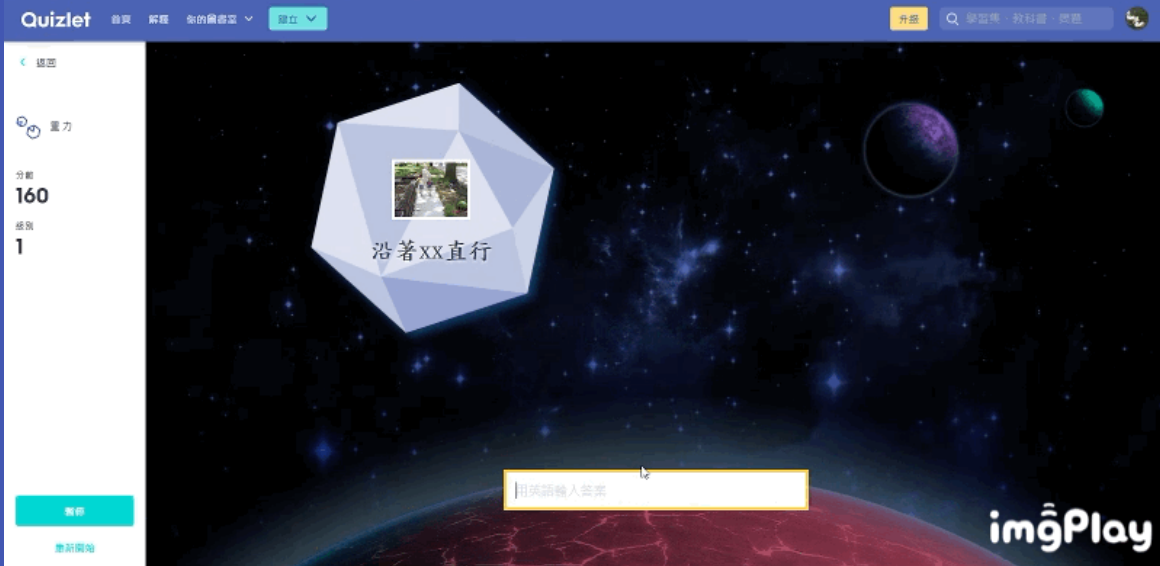 Quizlet 首頁 解釋 你的圖書室 建立 升級 學習集、教科書、問題
返回
重力
分數
160
級別
1
沿著xx直行
用英語輸入答案
暫停
重新開始
imgPlay